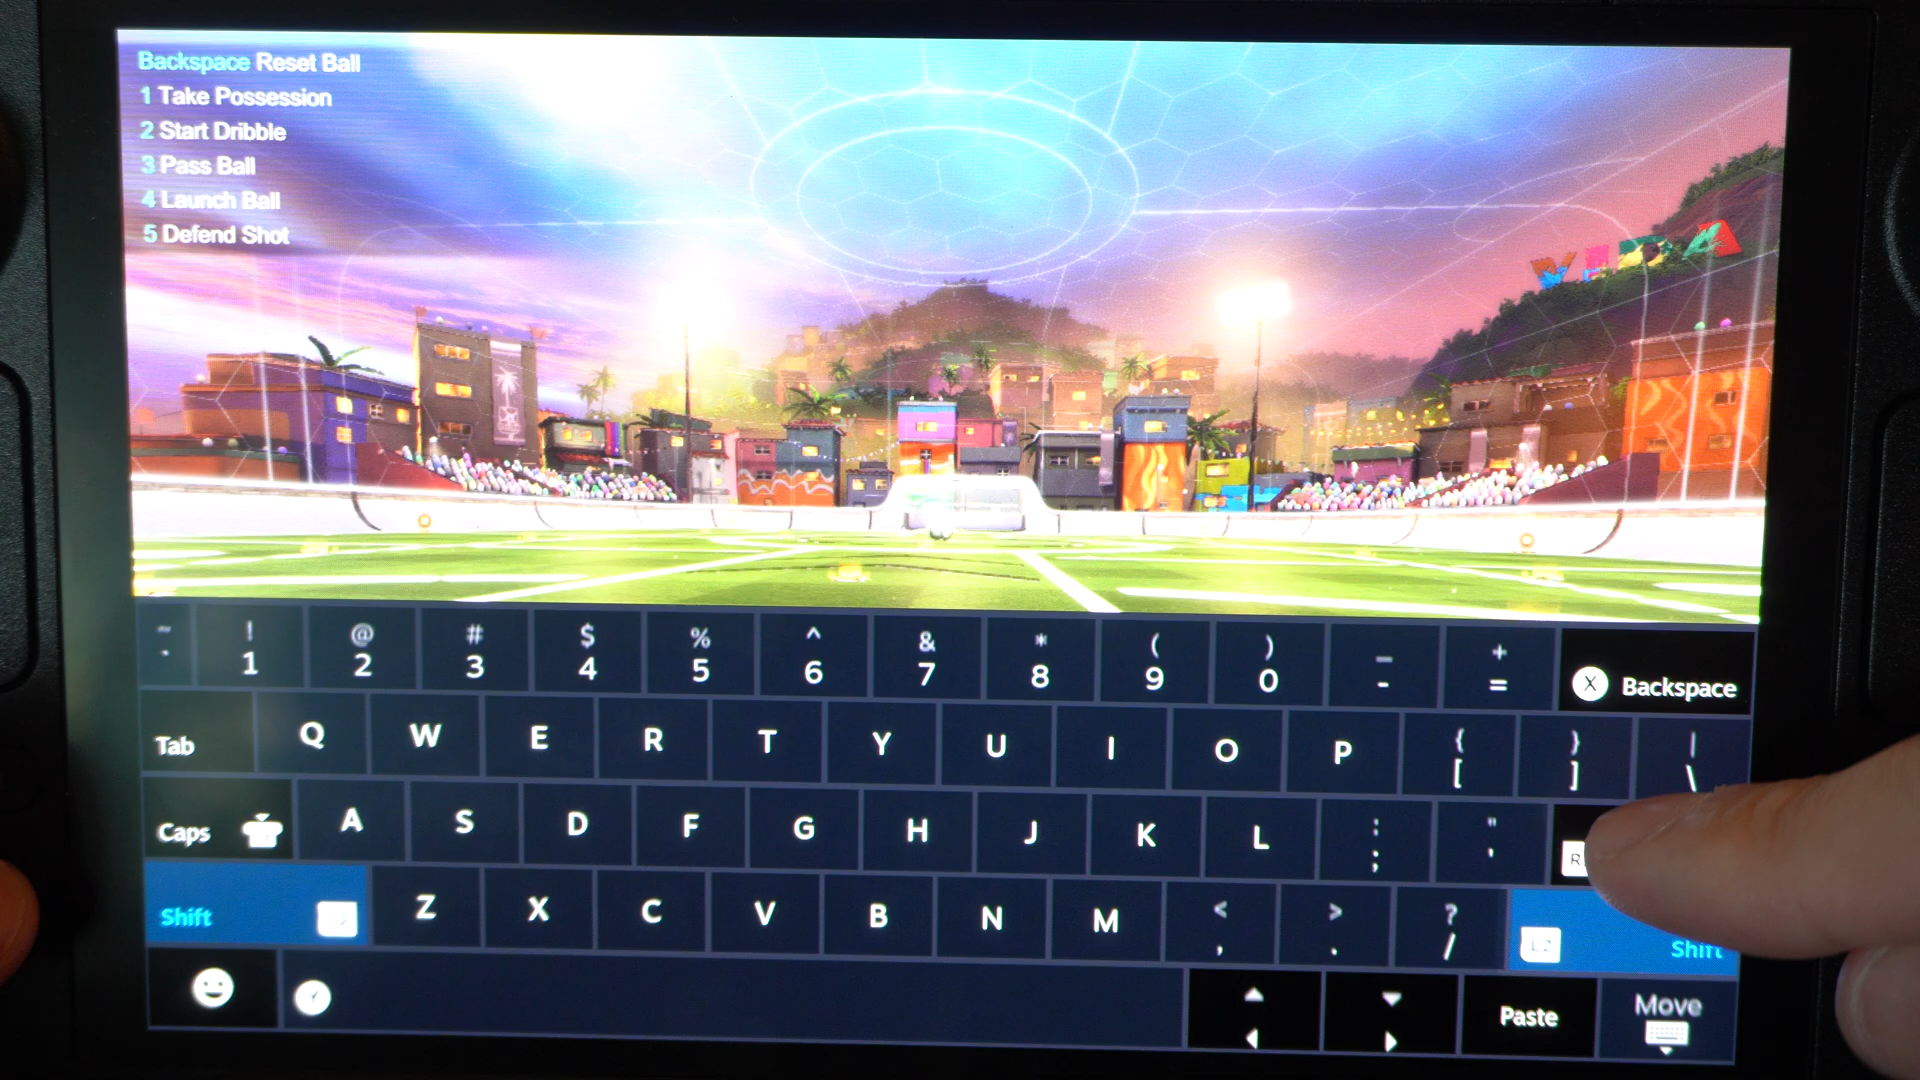 Backspace Reset Ball
1 Take Possession
2 Start Dribble
3 Pass Ball
4 Launch Ball
5 Defend Shot
~ ! @ # $ % ^ & * ( ) _ +
` 1 2 3 4 5 6 7 8 9 0 - = X Backspace
Tab Q W E R T Y U I O P { [ } ] | \
Caps A S D F G H J K L : ; " ' R
Shift Z X C V B N M < , > . ? / L2 Shift
Paste Move